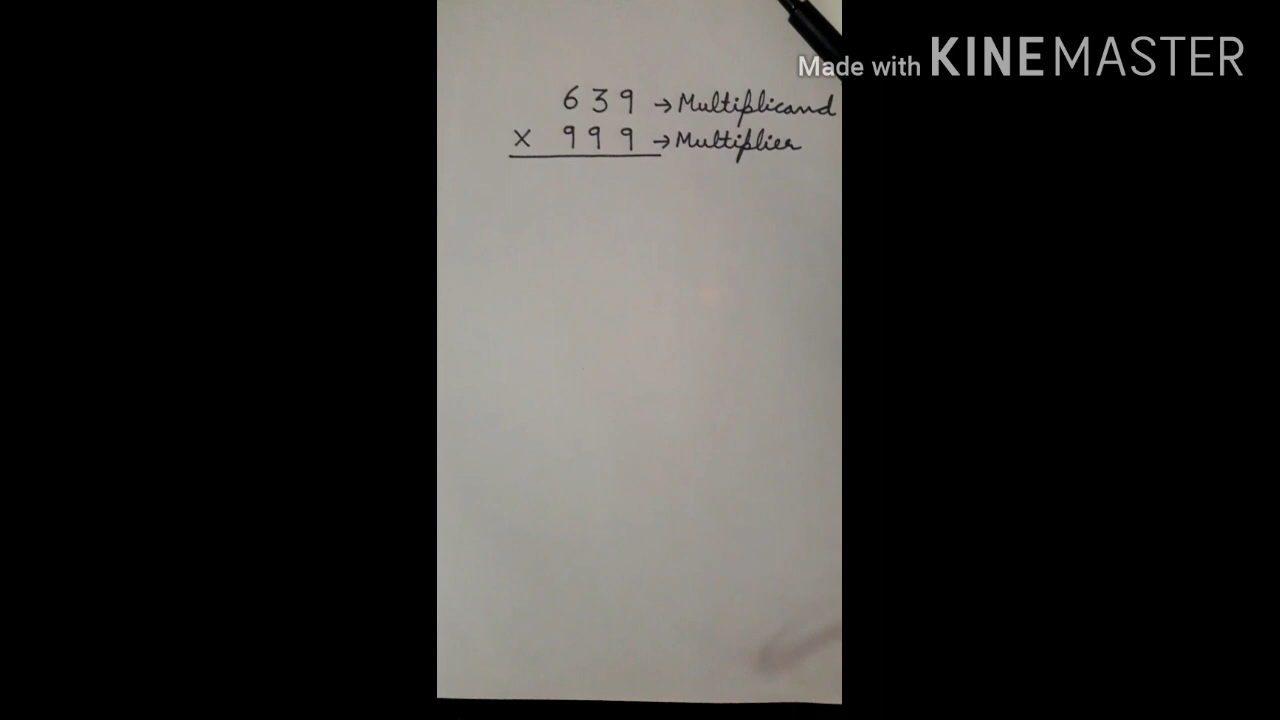 Made with KINEMASTER
639 → Multiplicand
× 999 → Multiplier